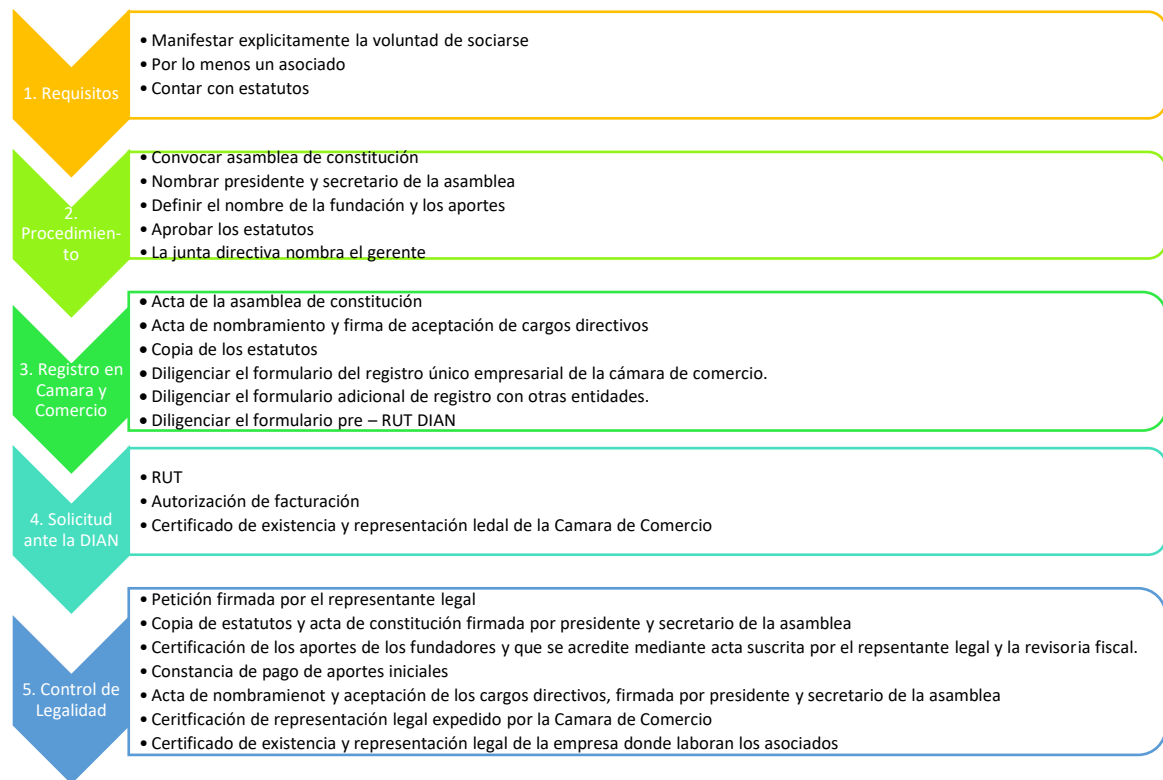 1. Requisitos
• Manifestar explicitamente la voluntad de sociarse
• Por lo menos un asociado
• Contar con estatutos
2.
Procedimien-
to
• Convocar asamblea de constitución
• Nombrar presidente y secretario de la asamblea
• Definir el nombre de la fundación y los aportes
• Aprobar los estatutos
• La junta directiva nombra el gerente
3. Registro en
Camara y
Comercio
• Acta de la asamblea de constitución
• Acta de nombramiento y firma de aceptación de cargos directivos
• Copia de los estatutos
• Diligenciar el formulario del registro único empresarial de la cámara de comercio.
• Diligenciar el formulario adicional de registro con otras entidades.
• Diligenciar el formulario pre – RUT DIAN
4. Solicitud
ante la DIAN
• RUT
• Autorización de facturación
• Certificado de existencia y representación ledal de la Camara de Comercio
5. Control de
Legalidad
• Petición firmada por el representante legal
• Copia de estatutos y acta de constitución firmada por presidente y secretario de la asamblea
• Certificación de los aportes de los fundadores y que se acredite mediante acta suscrita por el repsentante legal y la revisoria fiscal.
• Constancia de pago de aportes iniciales
• Acta de nombramienot y aceptación de los cargos directivos, firmada por presidente y secretario de la asamblea
• Ceritficación de representación legal expedido por la Camara de Comercio
• Certificado de existencia y representación legal de la empresa donde laboran los asociados